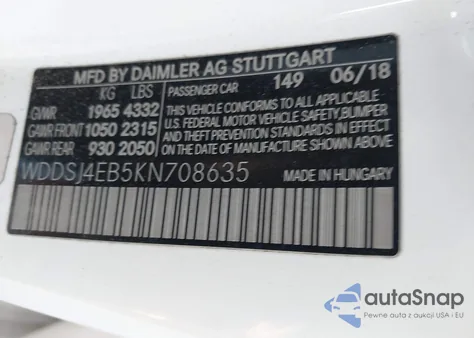 MFD BY DAIMLER AG STUTTGART
KG LBS PASSENGER CAR 149 06/18
GVWR 1965 4332 THIS VEHICLE CONFORMS TO ALL APPLICABLE
GAWR FRONT 1050 2315 U.S. FEDERAL MOTOR VEHICLE SAFETY, BUMPER
GAWR REAR 930 2050 AND THEFT PREVENTION STANDARDS IN EFFECT ON THE DATE OF MANUFACTURE SHOWN ABOVE.
WDDSJ4EB5KN708635 MADE IN HUNGARY
autoSnap
Pewne auta z aukcji USA i EU